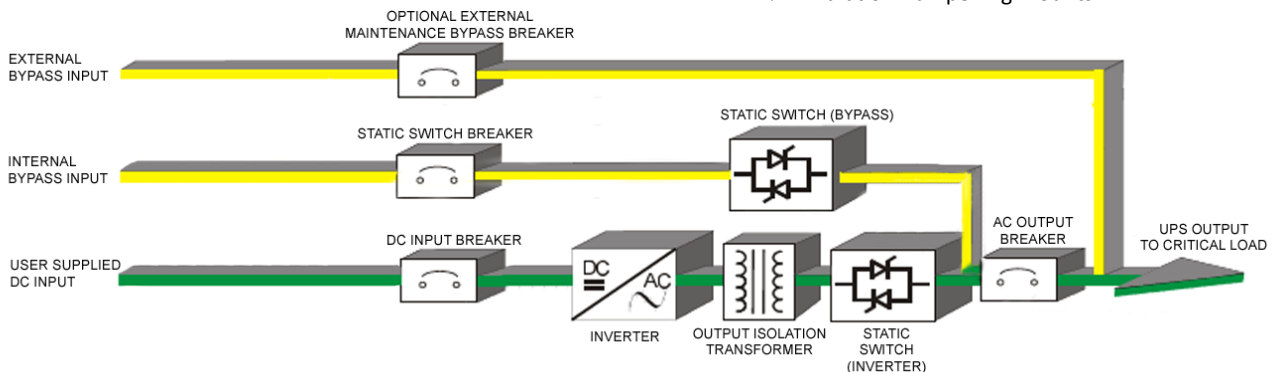 OPTIONAL EXTERNAL
MAINTENANCE BYPASS BREAKER
EXTERNAL
BYPASS INPUT
STATIC SWITCH (BYPASS)
STATIC SWITCH BREAKER
INTERNAL
BYPASS INPUT
AC OUTPUT
BREAKER
UPS OUTPUT
TO CRITICAL LOAD
DC INPUT BREAKER
USER SUPPLIED
DC INPUT
DC
AC
INVERTER
OUTPUT ISOLATION
TRANSFORMER
STATIC
SWITCH
(INVERTER)